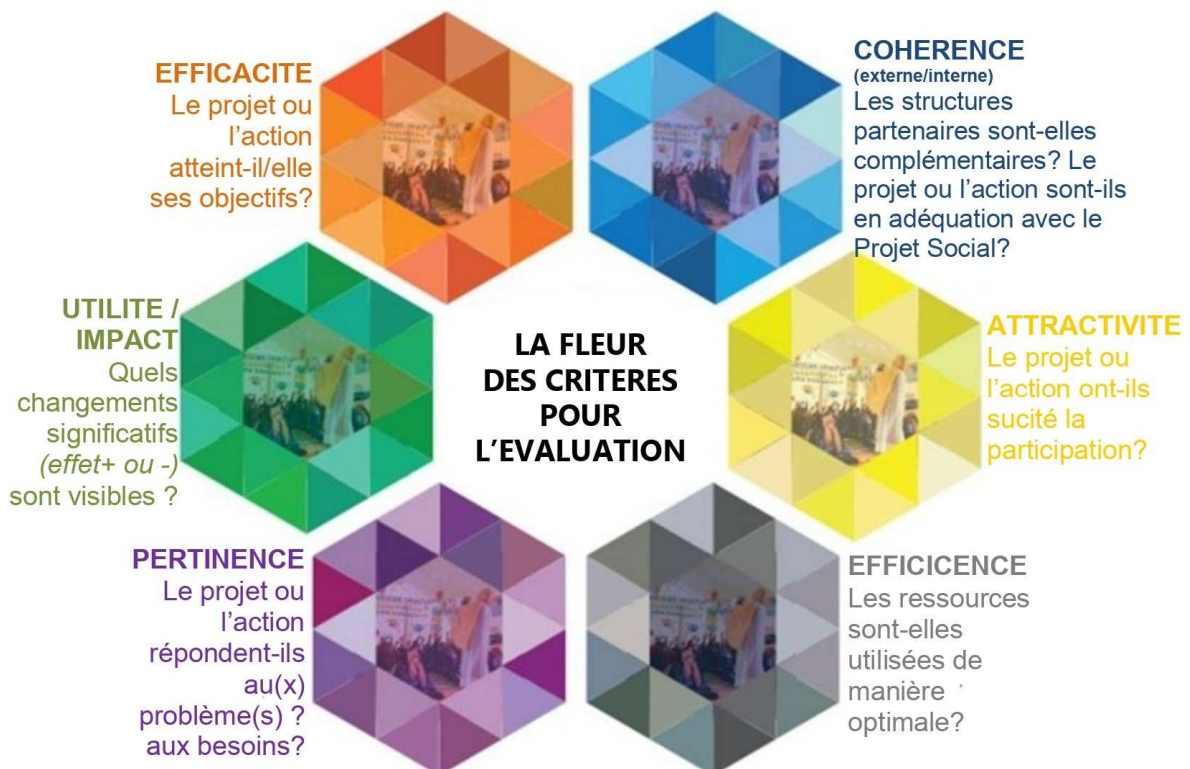 EFFICACITE
Le projet ou
l’action
atteint-il/elle
ses objectifs?
COHERENCE
(externe/interne)
Les structures
partenaires sont-elles
complémentaires? Le
projet ou l’action sont-ils
en adéquation avec le
Projet Social?
UTILITE /
IMPACT
Quels
changements
significatifs
(effet+ ou -)
sont visibles ?
LA FLEUR
DES CRITERES
POUR
L’EVALUATION
ATTRACTIVITE
Le projet ou
l’action ont-ils
sucité la
participation?
PERTINENCE
Le projet ou
l’action
répondent-ils
au(x)
problème(s) ?
aux besoins?
EFFICICENCE
Les ressources
sont-elles
utilisées de
manière
optimale?